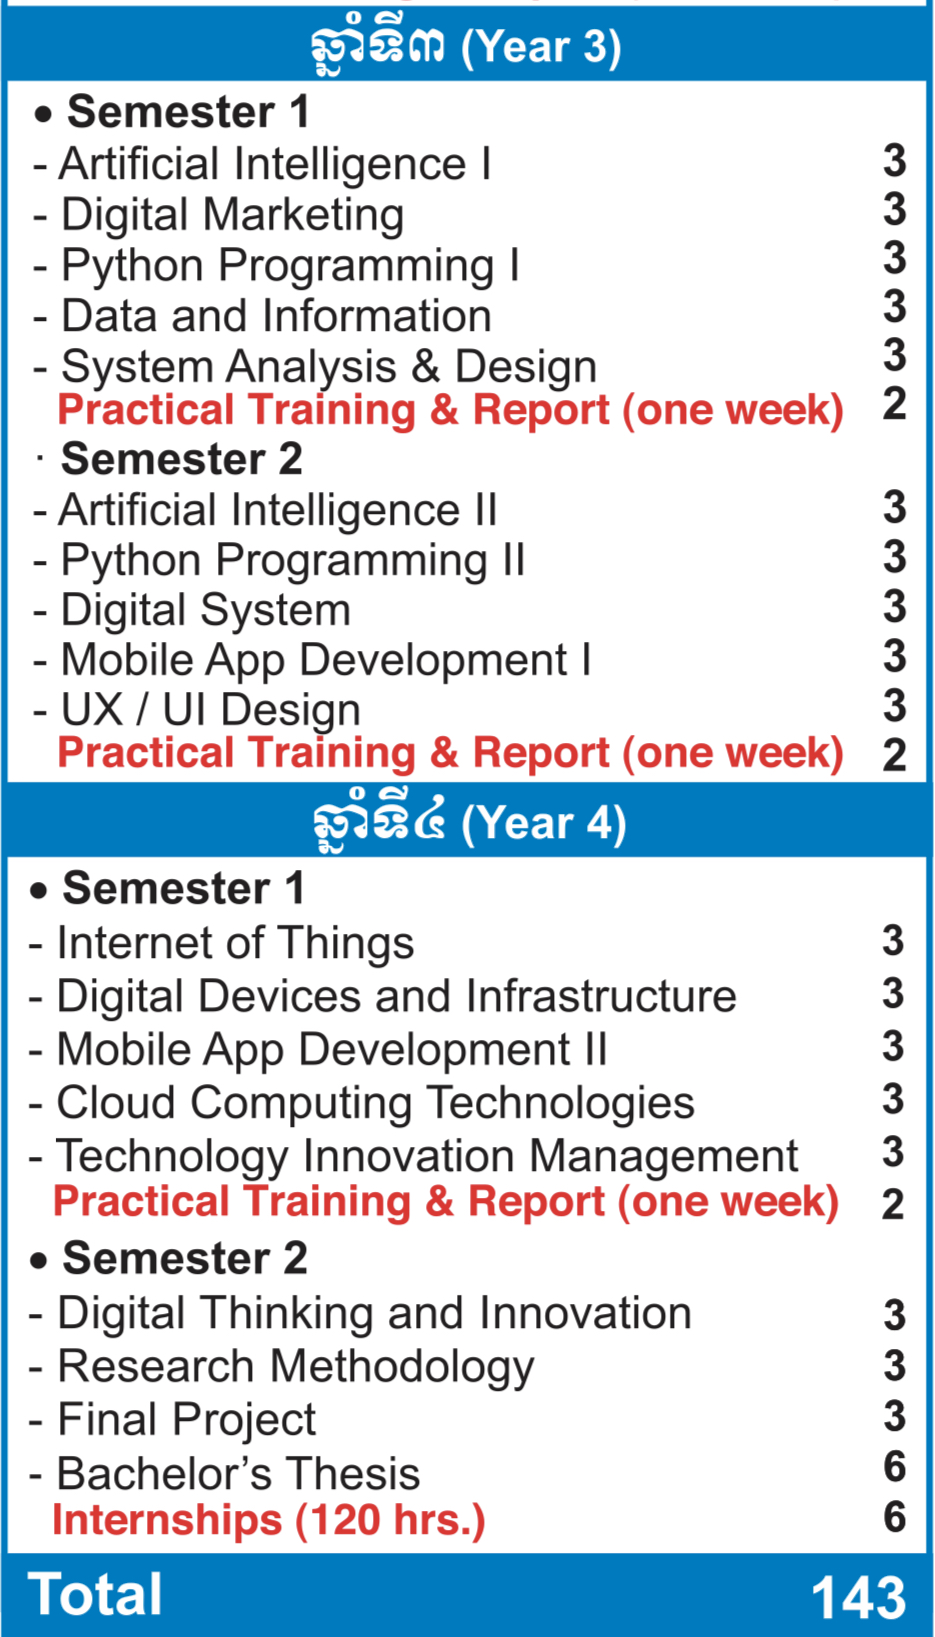 ឆ្នាំទី៣ (Year 3)
• Semester 1
- Artificial Intelligence I 3
- Digital Marketing 3
- Python Programming I 3
- Data and Information 3
- System Analysis & Design 3
Practical Training & Report (one week) 2
· Semester 2
- Artificial Intelligence II 3
- Python Programming II 3
- Digital System 3
- Mobile App Development I 3
- UX / UI Design 3
Practical Training & Report (one week) 2
ឆ្នាំទី៤ (Year 4)
• Semester 1
- Internet of Things 3
- Digital Devices and Infrastructure 3
- Mobile App Development II 3
- Cloud Computing Technologies 3
- Technology Innovation Management 3
Practical Training & Report (one week) 2
• Semester 2
- Digital Thinking and Innovation 3
- Research Methodology 3
- Final Project 3
- Bachelor’s Thesis 6
Internships (120 hrs.) 6
Total 143